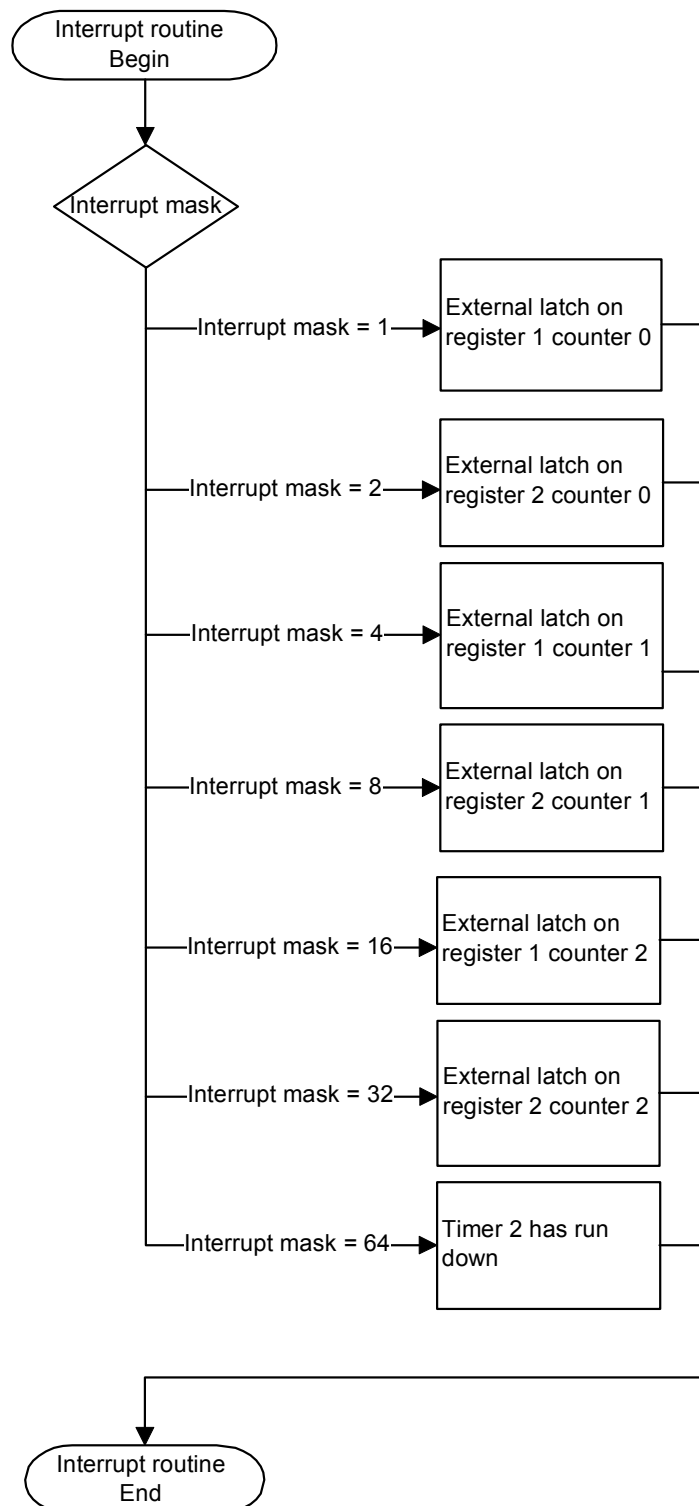 Interrupt routine
Begin
Interrupt mask
Interrupt mask = 1
External latch on
register 1 counter 0
Interrupt mask = 2
External latch on
register 2 counter 0
Interrupt mask = 4
External latch on
register 1 counter 1
Interrupt mask = 8
External latch on
register 2 counter 1
Interrupt mask = 16
External latch on
register 1 counter 2
Interrupt mask = 32
External latch on
register 2 counter 2
Interrupt mask = 64
Timer 2 has run
down
Interrupt routine
End